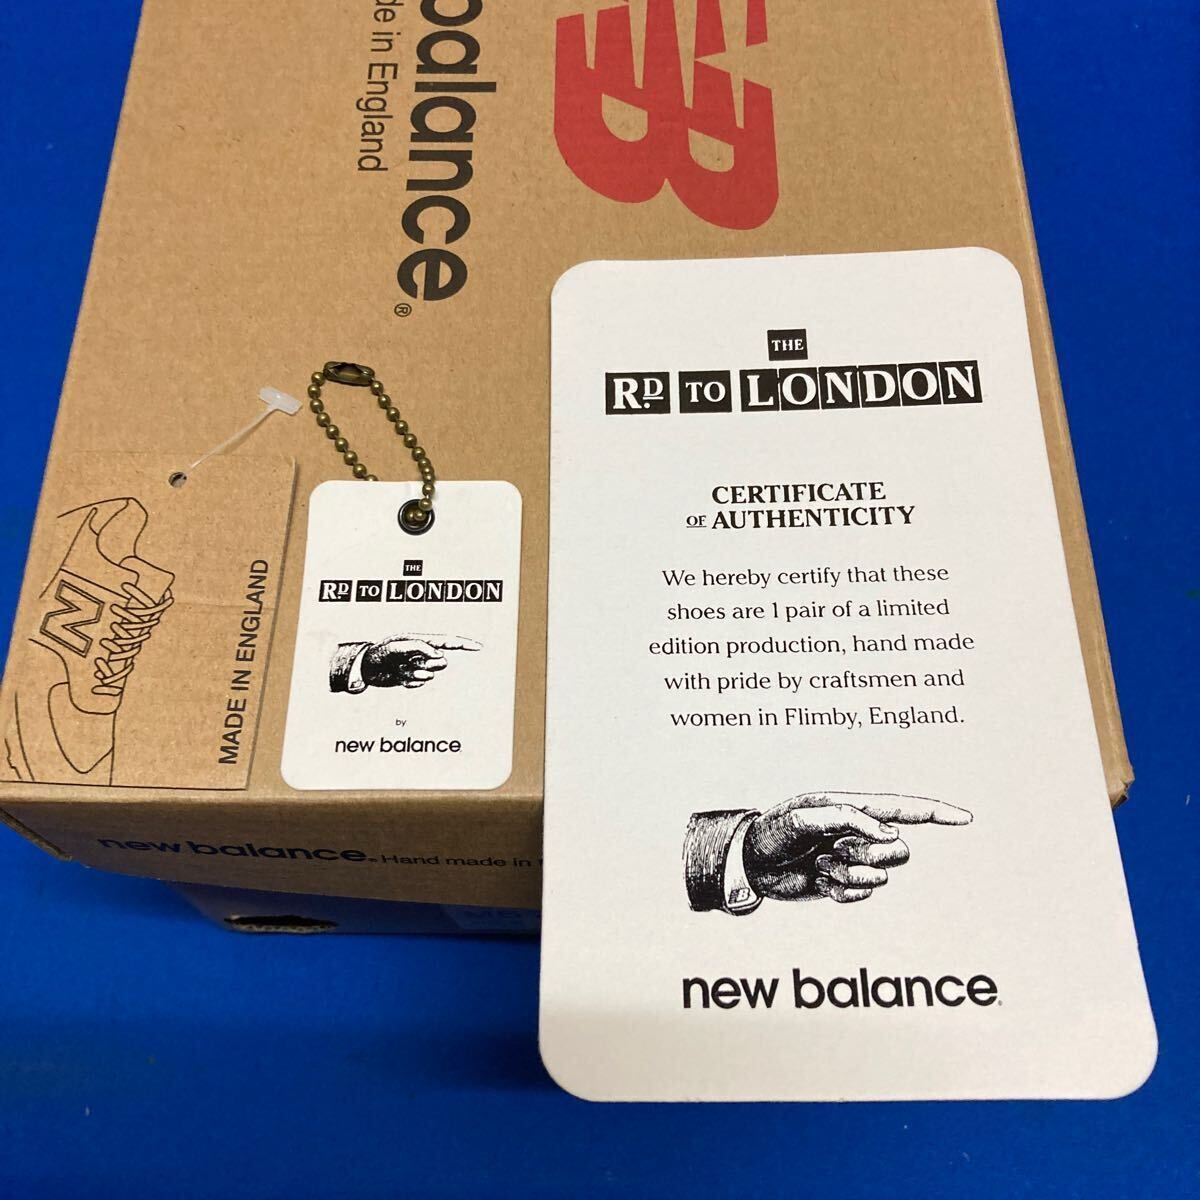 balance®
de in England
THE
RD. TO LONDON
CERTIFICATE
OF AUTHENTICITY
We hereby certify that these
shoes are 1 pair of a limited
edition production, hand made
with pride by craftsmen and
women in Flimby, England.
new balance
MADE IN ENGLAND
THE
RD. TO LONDON
by
new balance
new balance. Hand made in